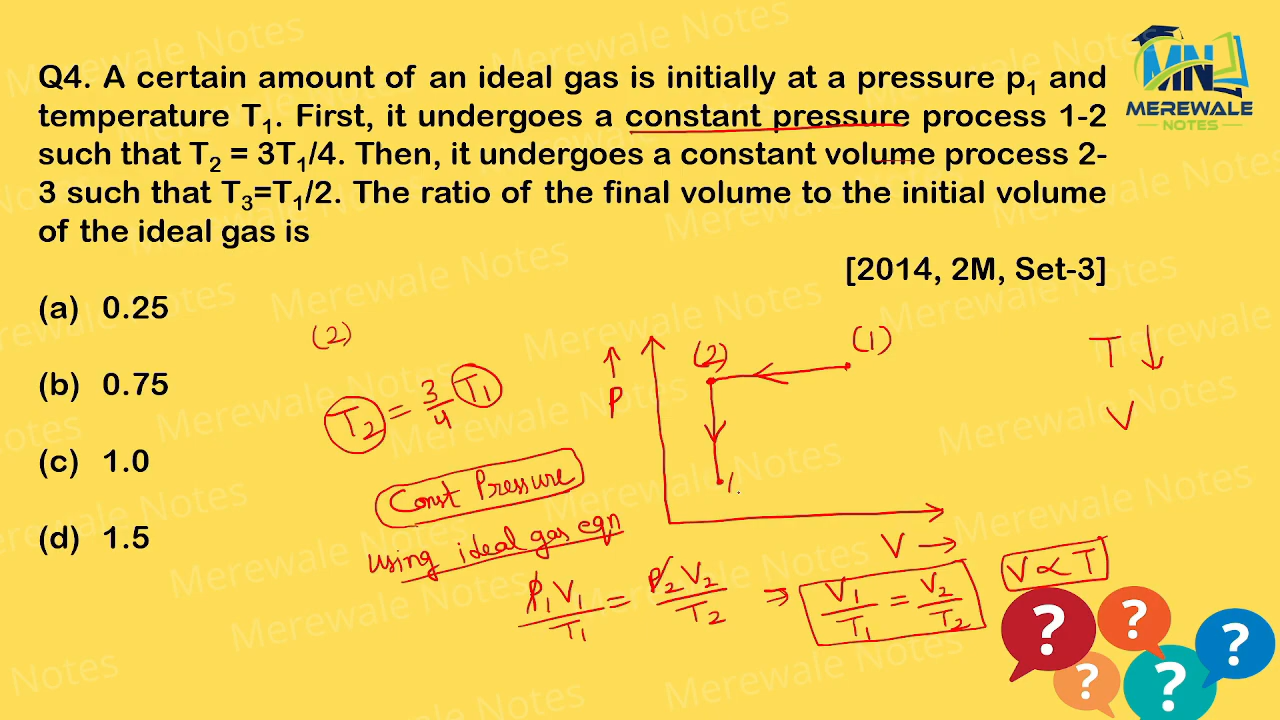 Q4. A certain amount of an ideal gas is initially at a pressure p₁ and
temperature T₁. First, it undergoes a constant pressure process 1-2
such that T₂ = 3T₁/4. Then, it undergoes a constant volume process 2-
3 such that T₃=T₁/2. The ratio of the final volume to the initial volume
of the ideal gas is
[2014, 2M, Set-3]
(a) 0.25
(b) 0.75
(c) 1.0
(d) 1.5
MN
MEREWALE
NOTES
(2)
T₂ = 3/4 T₁
Const Pressure
using ideal gas eqn
P₁V₁/T₁ = P₂V₂/T₂ ⇒ V₁/T₁ = V₂/T₂
V ∝ T
↑
P
(2)
(1)
V →
T ↓
V
? ? ? ? ?
Merewale Notes